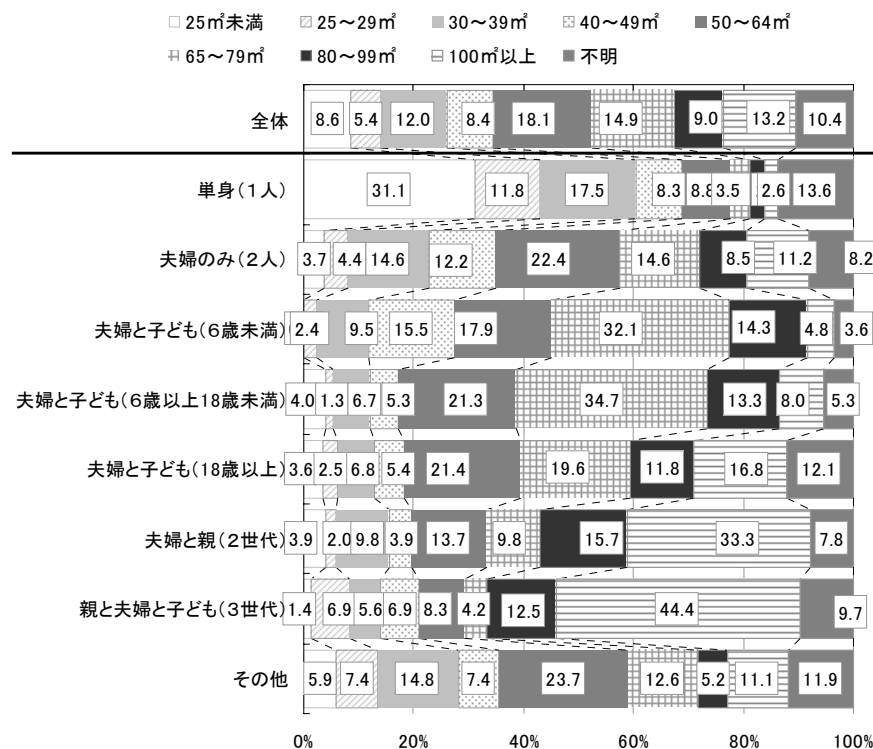 25㎡未満 25～29㎡ 30～39㎡ 40～49㎡ 50～64㎡
65～79㎡ 80～99㎡ 100㎡以上 不明
全体 8.6 5.4 12.0 8.4 18.1 14.9 9.0 13.2 10.4
単身(1人) 31.1 11.8 17.5 8.3 8.8 3.5 2.6 13.6
夫婦のみ(2人) 3.7 4.4 14.6 12.2 22.4 14.6 8.5 11.2 8.2
夫婦と子ども(6歳未満) 2.4 9.5 15.5 17.9 32.1 14.3 4.8 3.6
夫婦と子ども(6歳以上18歳未満) 4.0 1.3 6.7 5.3 21.3 34.7 13.3 8.0 5.3
夫婦と子ども(18歳以上) 3.6 2.5 6.8 5.4 21.4 19.6 11.8 16.8 12.1
夫婦と親(2世代) 3.9 2.0 9.8 3.9 13.7 9.8 15.7 33.3 7.8
親と夫婦と子ども(3世代) 1.4 6.9 5.6 6.9 8.3 4.2 12.5 44.4 9.7
その他 5.9 7.4 14.8 7.4 23.7 12.6 5.2 11.1 11.9
0% 20% 40% 60% 80% 100%